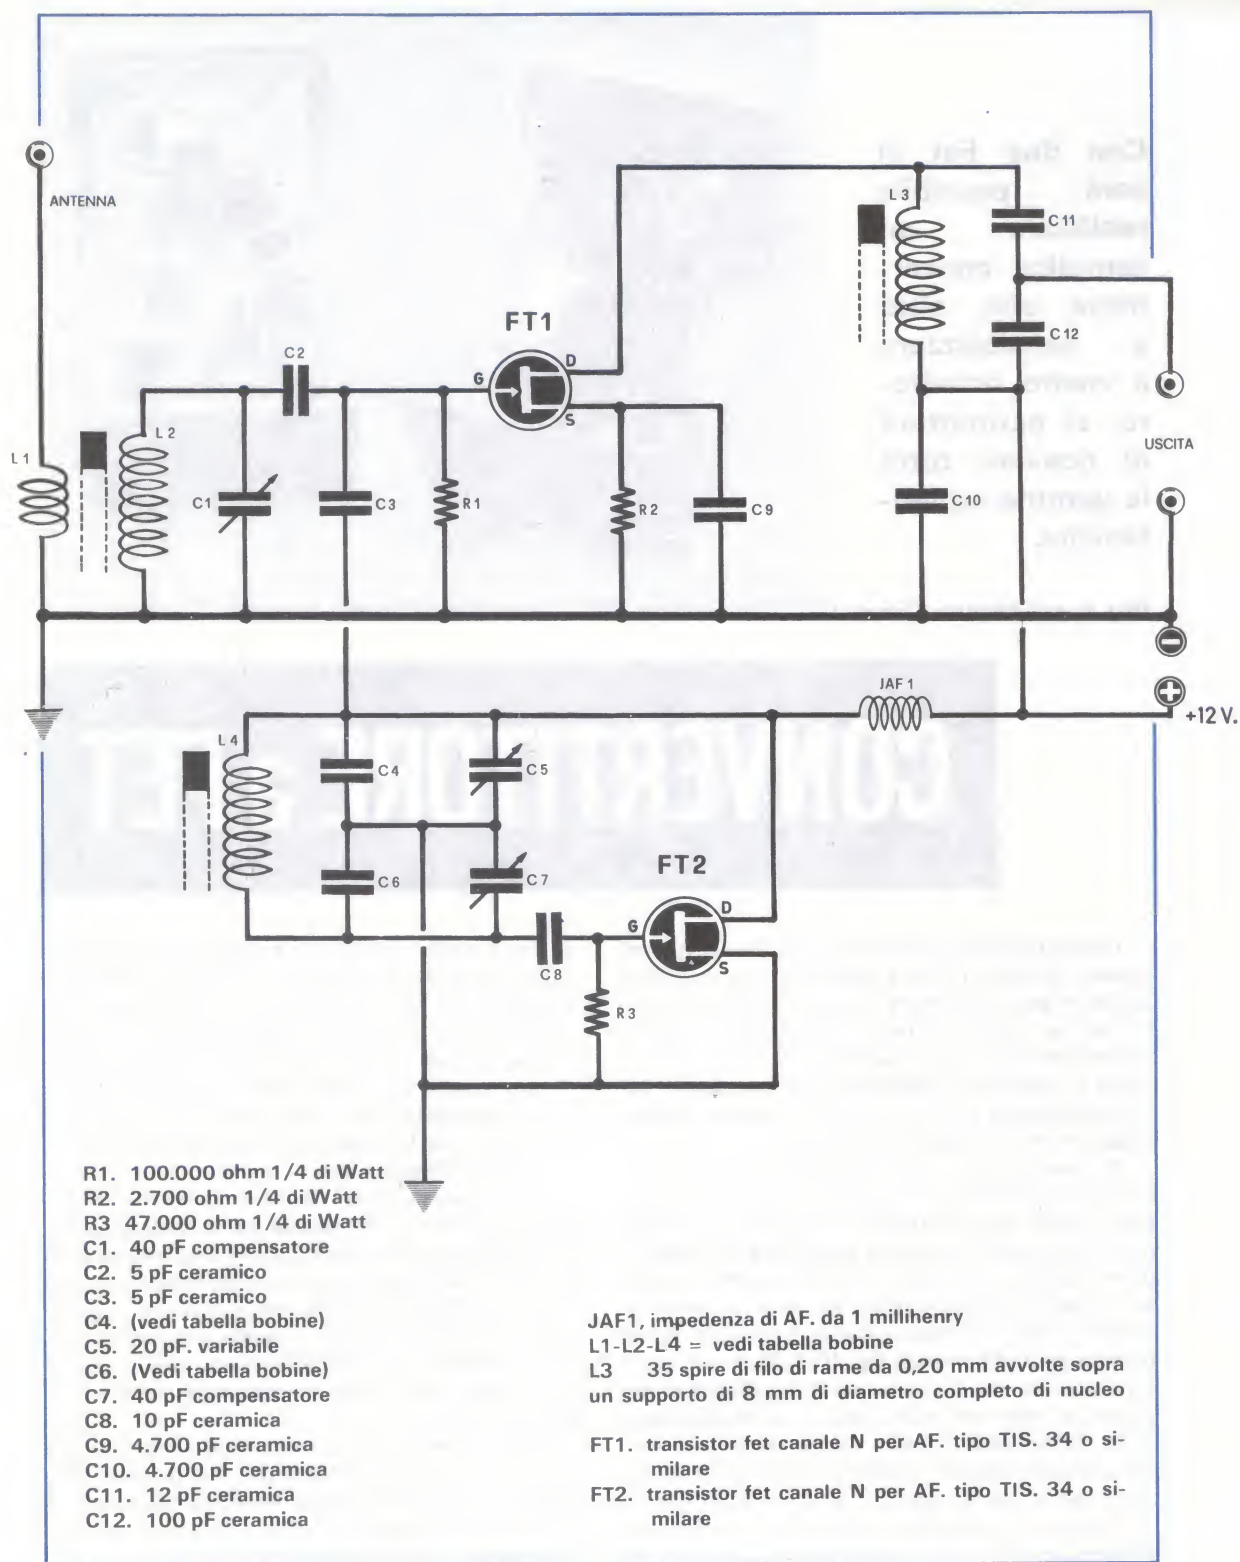 ANTENNA
L1
L2
C1
C2
C3
R1
FT1
G
D
S
R2
C9
L3
C11
C12
C10
USCITA
−
+
+12 V.
JAF 1
L4
C4
C5
C6
C7
C8
R3
FT2
G
D
S
R1. 100.000 ohm 1/4 di Watt
R2. 2.700 ohm 1/4 di Watt
R3 47.000 ohm 1/4 di Watt
C1. 40 pF compensatore
C2. 5 pF ceramico
C3. 5 pF ceramico
C4. (vedi tabella bobine)
C5. 20 pF. variabile
C6. (Vedi tabella bobine)
C7. 40 pF compensatore
C8. 10 pF ceramica
C9. 4.700 pF ceramica
C10. 4.700 pF ceramica
C11. 12 pF ceramica
C12. 100 pF ceramica
JAF1, impedenza di AF. da 1 millihenry
L1-L2-L4 = vedi tabella bobine
L3 35 spire di filo di rame da 0,20 mm avvolte sopra
un supporto di 8 mm di diametro completo di nucleo
FT1. transistor fet canale N per AF. tipo TIS. 34 o si-
milare
FT2. transistor fet canale N per AF. tipo TIS. 34 o si-
milare